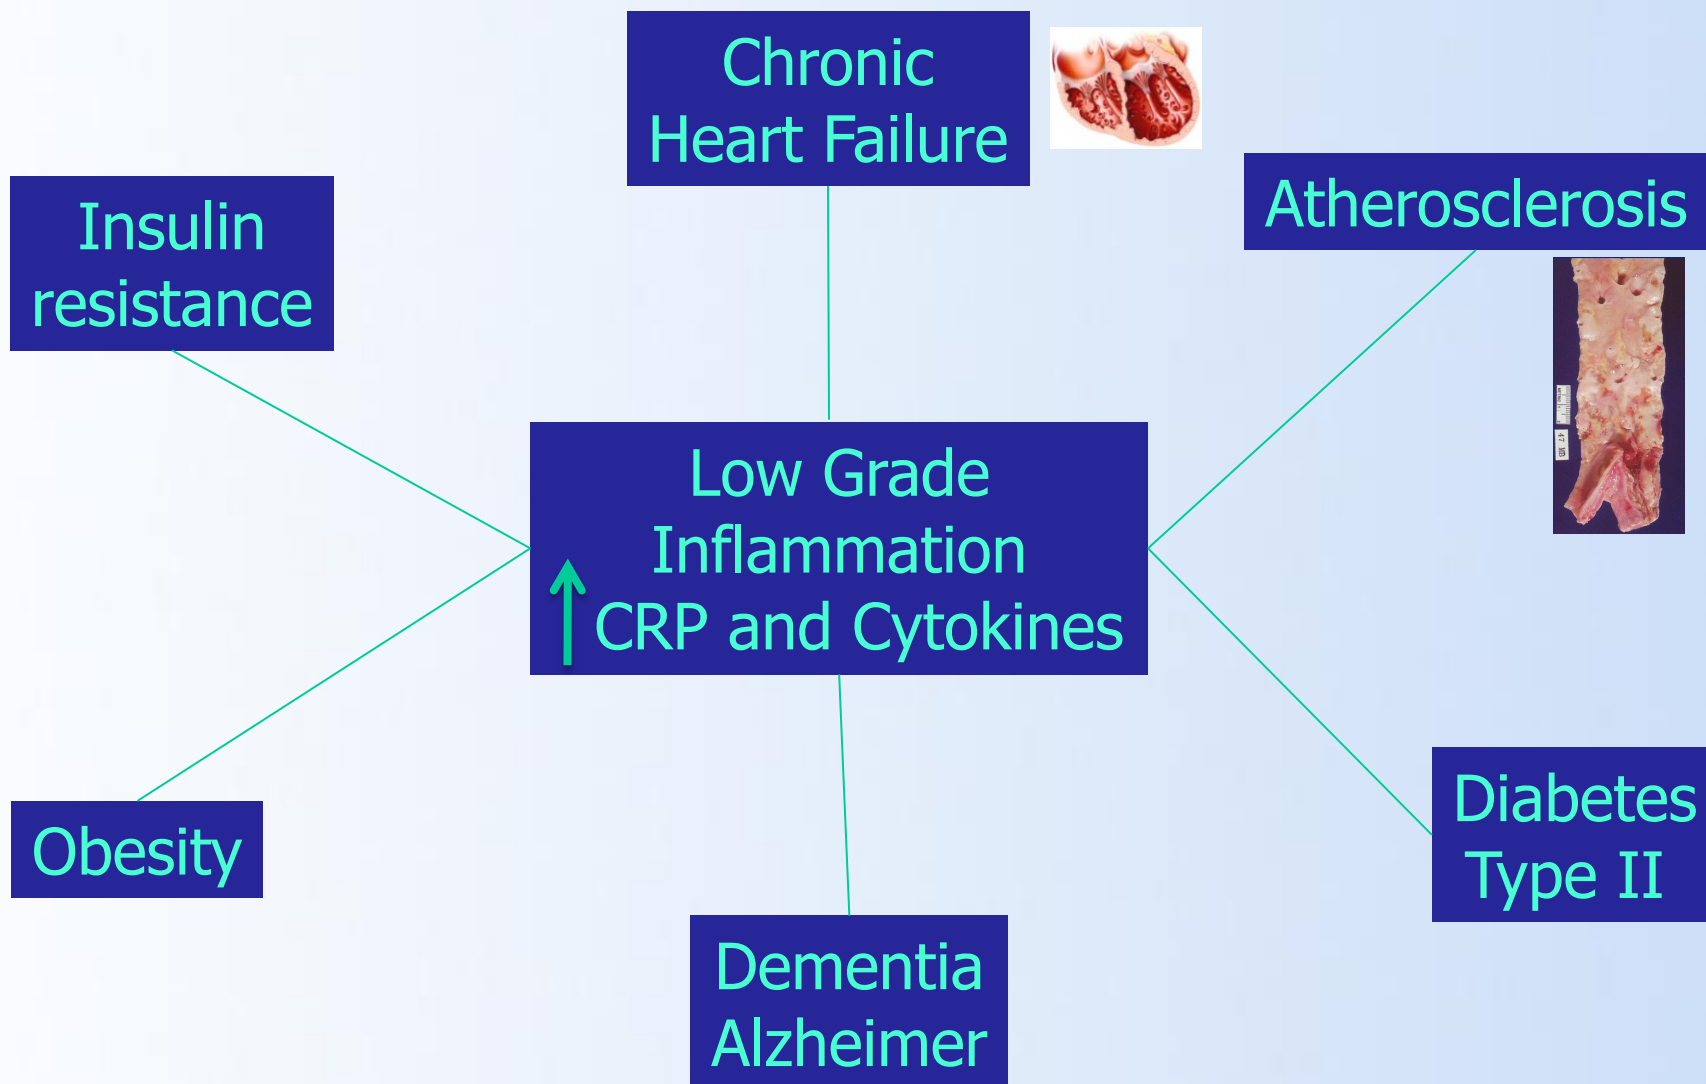 Chronic
Heart Failure
Insulin
resistance
Atherosclerosis
Low Grade
Inflammation
CRP and Cytokines
Obesity
Diabetes
Type II
Dementia
Alzheimer